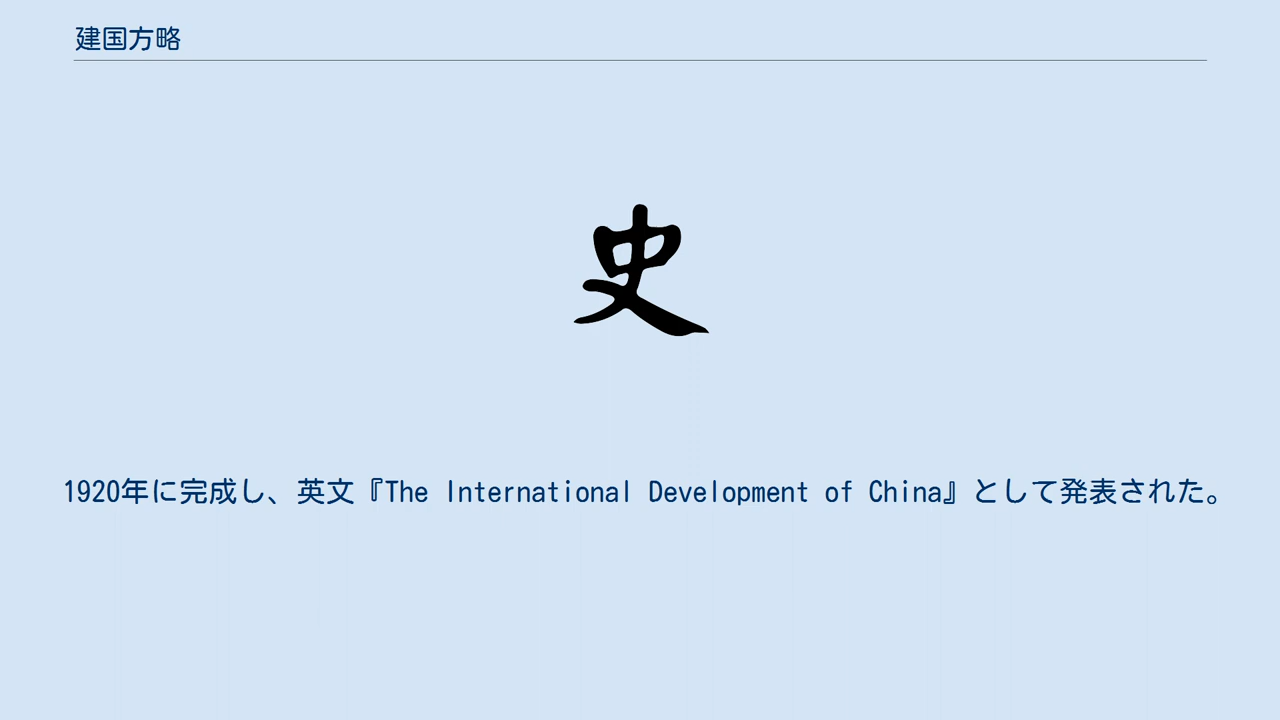 建国方略
史
1920年に完成し、英文『The International Development of China』として発表された。